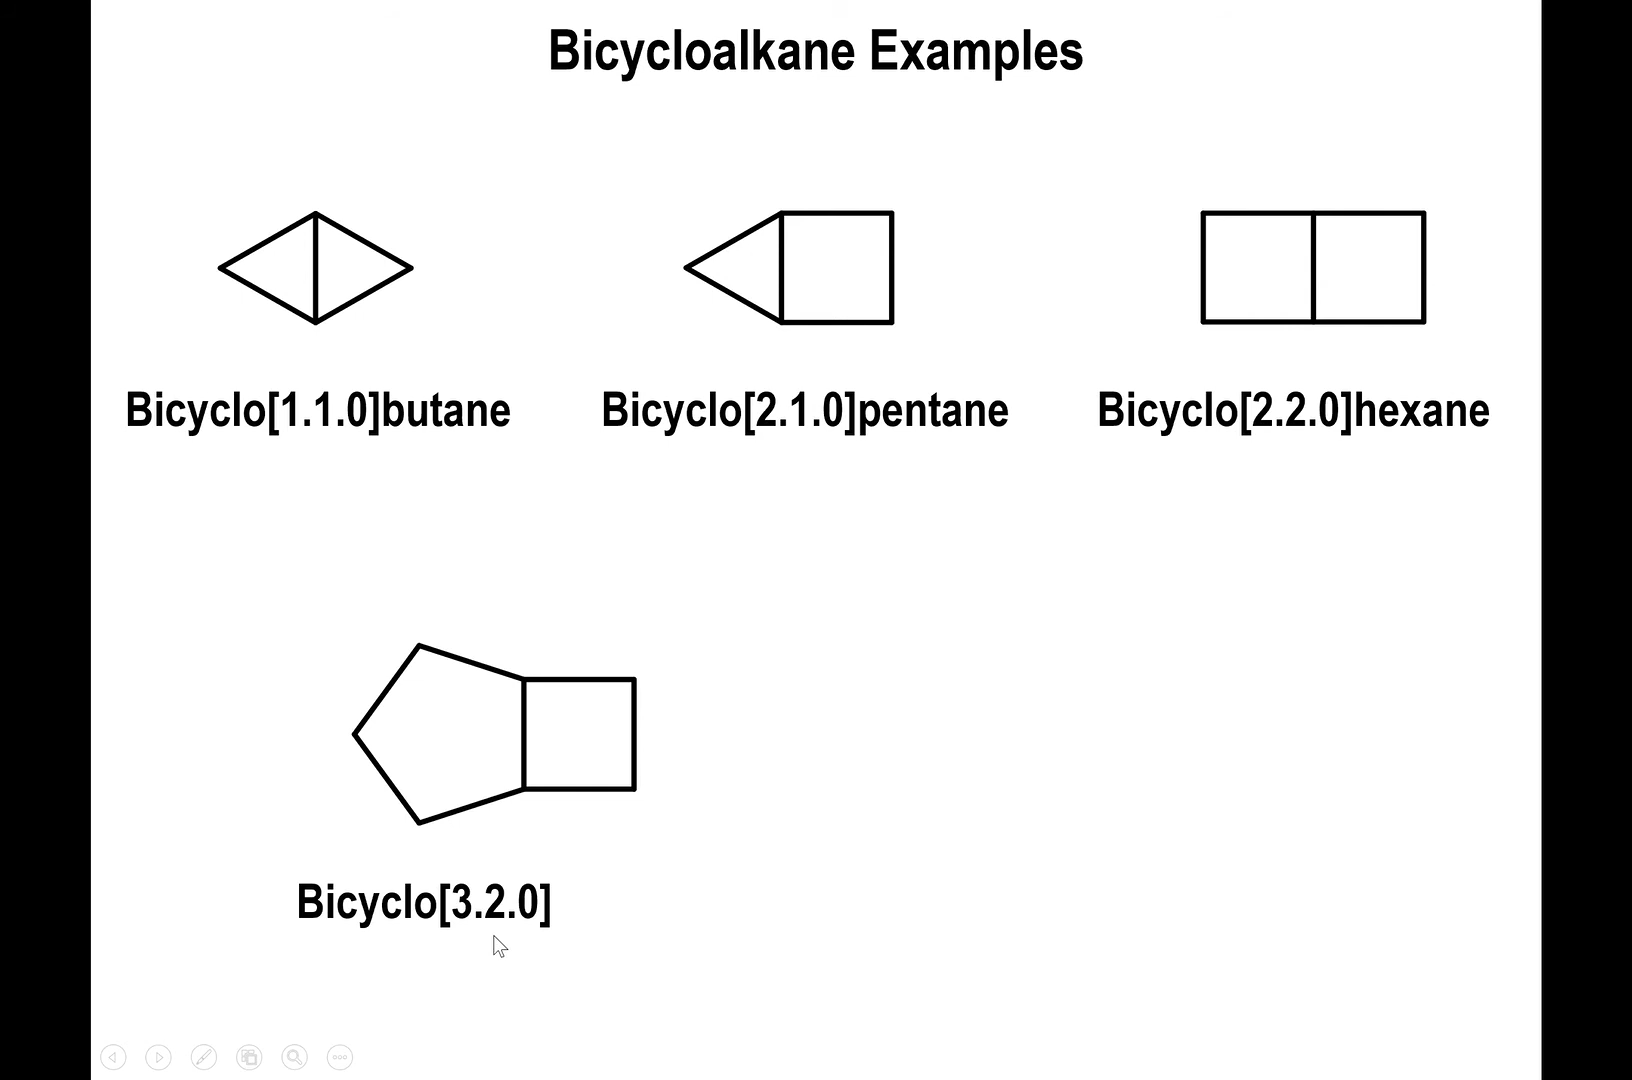 Bicycloalkane Examples
Bicyclo[1.1.0]butane
Bicyclo[2.1.0]pentane
Bicyclo[2.2.0]hexane
Bicyclo[3.2.0]